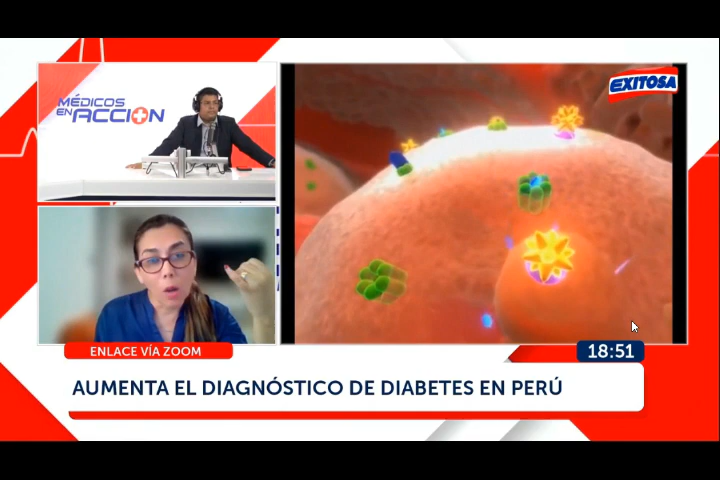 EXITOSA
MÉDICOS
EN ACCIÓN
ENLACE VÍA ZOOM
18:51
AUMENTA EL DIAGNÓSTICO DE DIABETES EN PERÚ